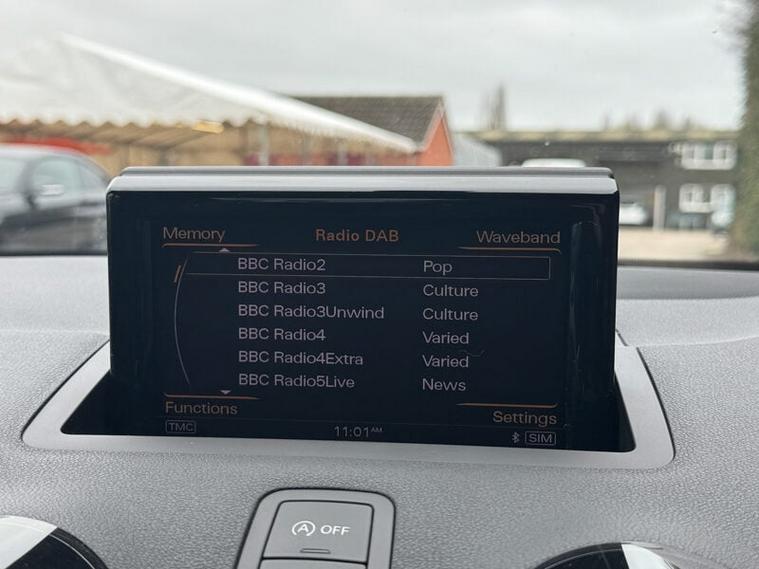 Memory Radio DAB Waveband
BBC Radio2 Pop
BBC Radio3 Culture
BBC Radio3Unwind Culture
BBC Radio4 Varied
BBC Radio4Extra Varied
BBC Radio5Live News
Functions Settings
TMC 11:01AM SIM
A OFF